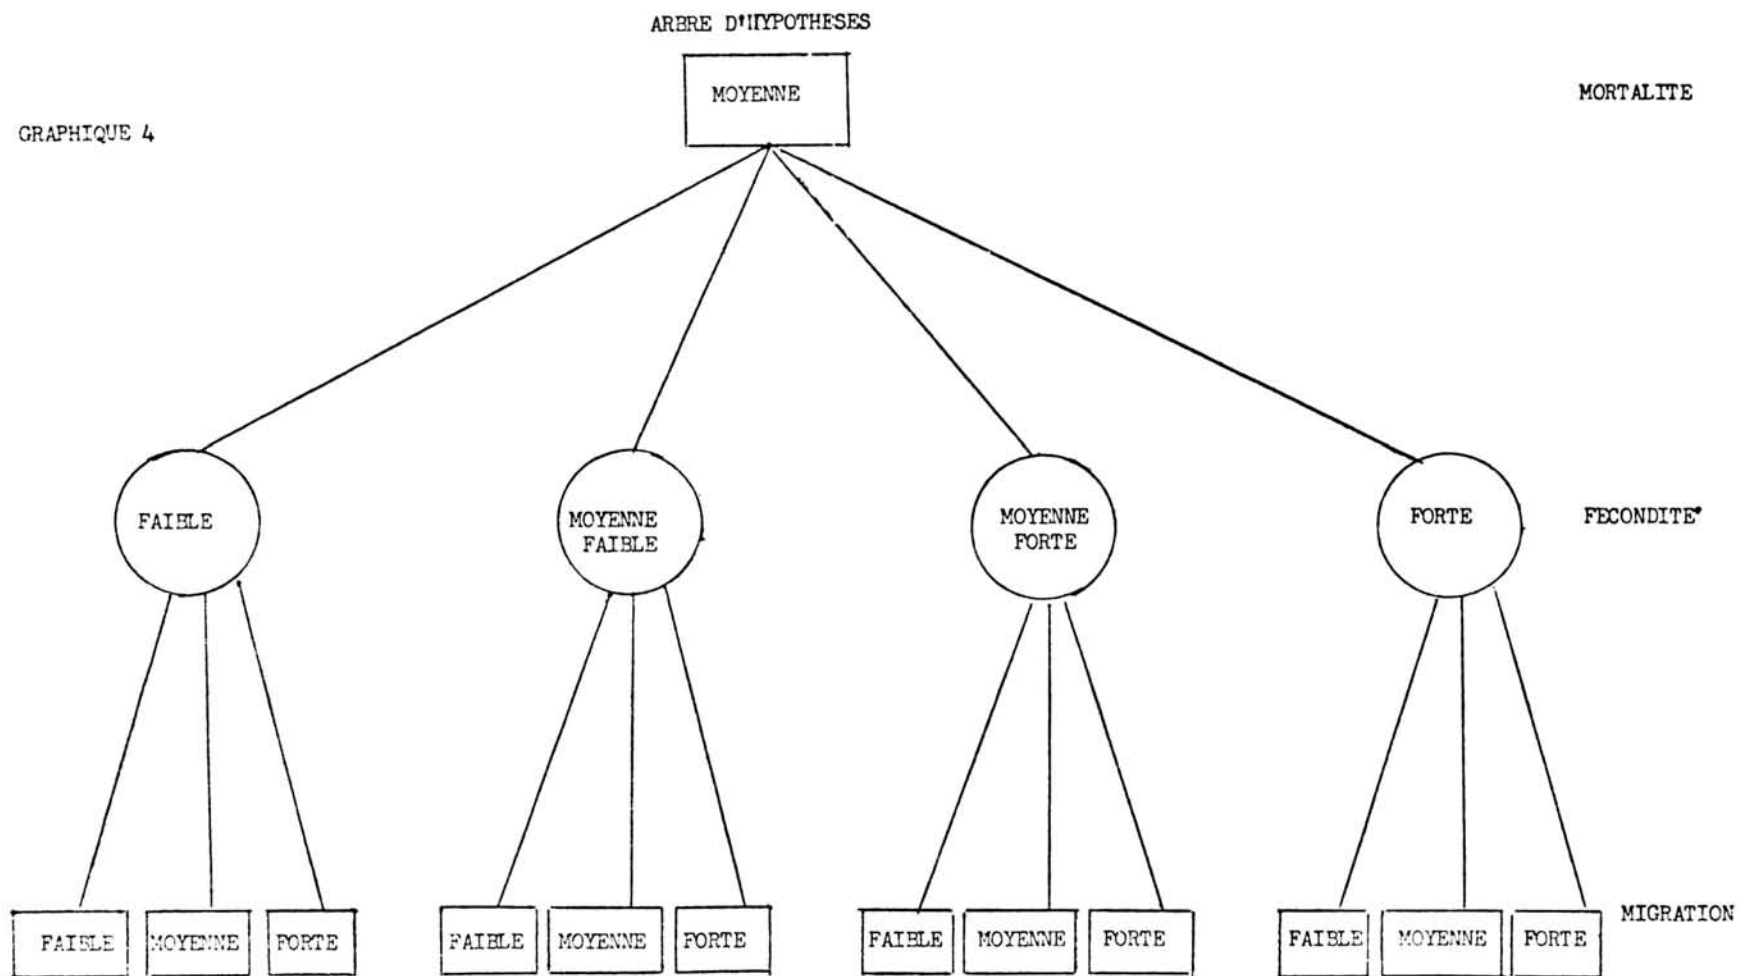 ARBRE D'HYPOTHESES
MOYENNE
MORTALITE
GRAPHIQUE 4
FAIBLE
MOYENNE
FAIBLE
MOYENNE
FORTE
FORTE
FECONDITE
FAIBLE
MOYENNE
FORTE
FAIBLE
MOYENNE
FORTE
FAIBLE
MOYENNE
FORTE
FAIBLE
MOYENNE
FORTE
MIGRATION